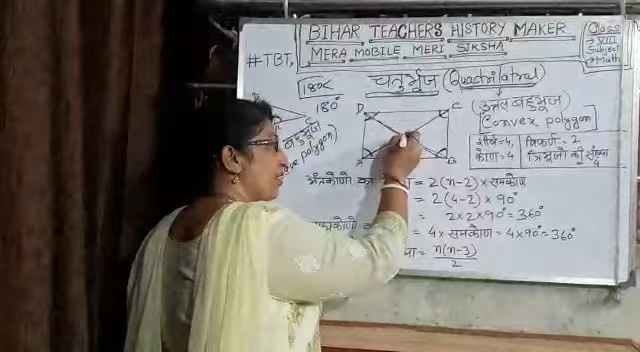 BIHAR TEACHERS HISTORY MAKER
MERA MOBILE MERI SIKSHA
Class
→ VIII
Subject
→ Math
#TBT,
180°
चतुर्भुज (Quadrilatral)
180°
D C
A B
C
(उत्तल बहुभुज)
Convex polygon
बहुभुज
polygon)
शीर्ष=4, विकर्ण=2
कोण=4 त्रिभुजों की संख्या
4
अंतःकोणों का = 2(n-2)×समकोण
= 2(4-2)×90°
= 2×2×90°=360°
= 4×समकोण=4×90°=360°
= n(n-3)/2